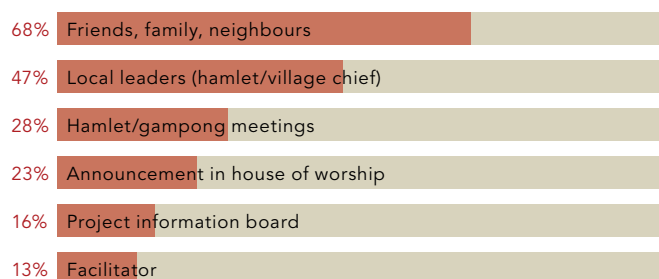 68% Friends, family, neighbours
47% Local leaders (hamlet/village chief)
28% Hamlet/gampong meetings
23% Announcement in house of worship
16% Project information board
13% Facilitator